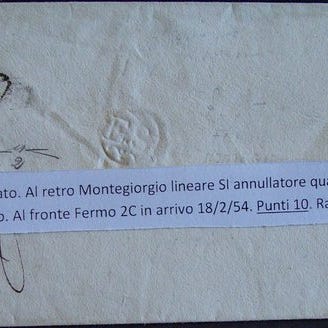 2
ato. Al retro Montegiorgio lineare SI annullatore qua
o. Al fronte Fermo 2C in arrivo 18/2/54. Punti 10. Ra